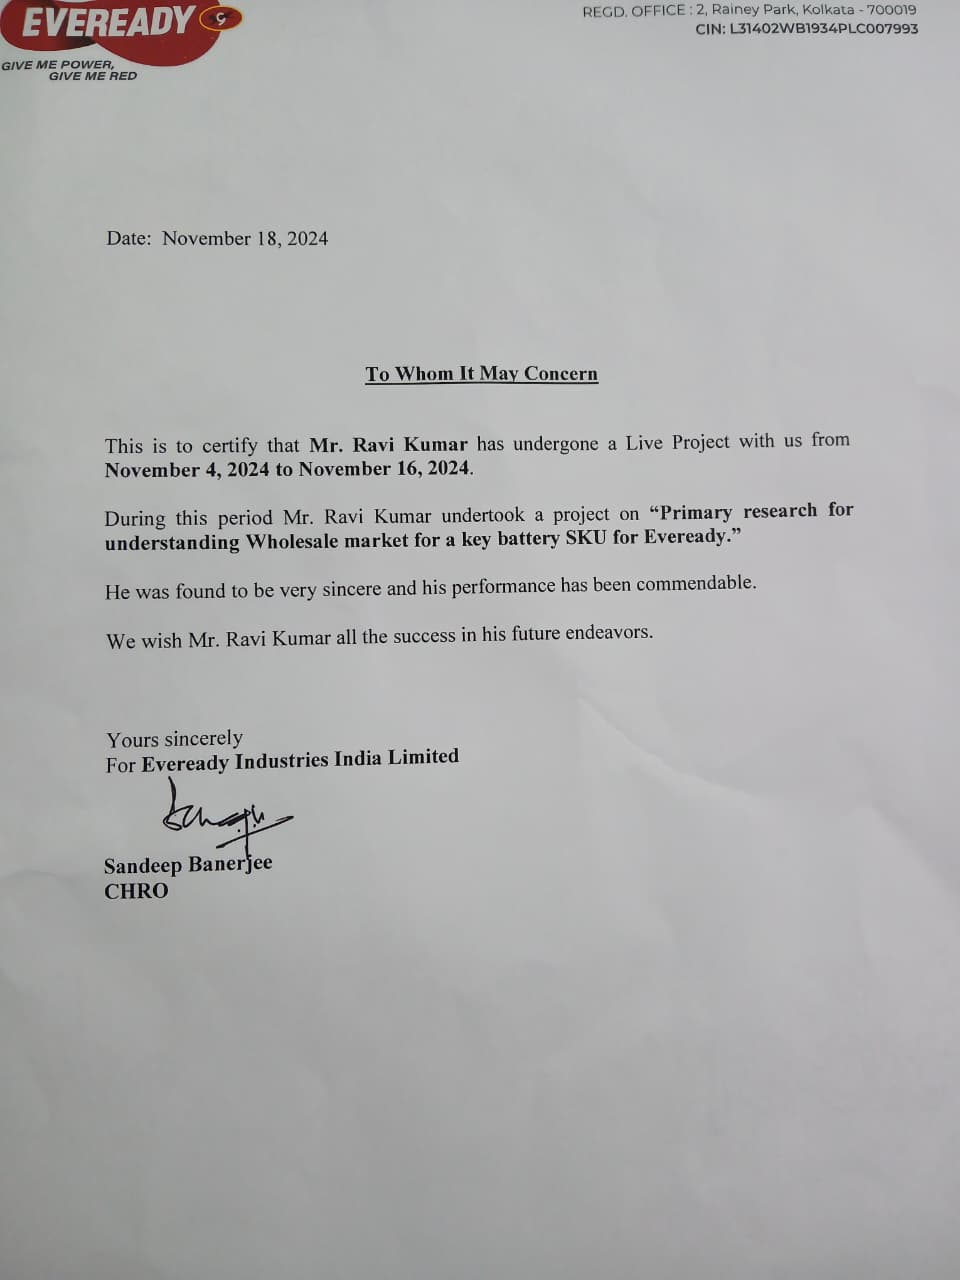 EVEREADY
GIVE ME POWER,
GIVE ME RED
REGD. OFFICE : 2, Rainey Park, Kolkata - 700019
CIN: L31402WB1934PLC007993
Date: November 18, 2024
To Whom It May Concern
This is to certify that Mr. Ravi Kumar has undergone a Live Project with us from
November 4, 2024 to November 16, 2024.
During this period Mr. Ravi Kumar undertook a project on “Primary research for
understanding Wholesale market for a key battery SKU for Eveready.”
He was found to be very sincere and his performance has been commendable.
We wish Mr. Ravi Kumar all the success in his future endeavors.
Yours sincerely
For Eveready Industries India Limited
Sandeep Banerjee
CHRO